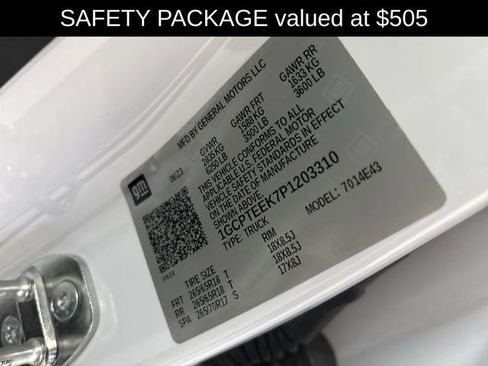 SAFETY PACKAGE valued at $505
gm
06/23
MFD BY GENERAL MOTORS LLC
GVWR GAWR FRT GAWR RR
2835KG 1588KG 1633KG
6250 LB 3500 LB 3600 LB
THIS VEHICLE CONFORMS TO ALL
APPLICABLE U.S. FEDERAL MOTOR
VEHICLE SAFETY STANDARDS IN EFFECT
ON THE DATE OF MANUFACTURE
SHOWN ABOVE.
1GCPTEEK7P1203310
TYPE: TRUCK MODEL: 7014E43
TIRE SIZE RIM
FRT 265/65R18 T 18X8.5J
RR 265/65R18 T 18X8.5J
SPA 265/70R17 S 17X8J